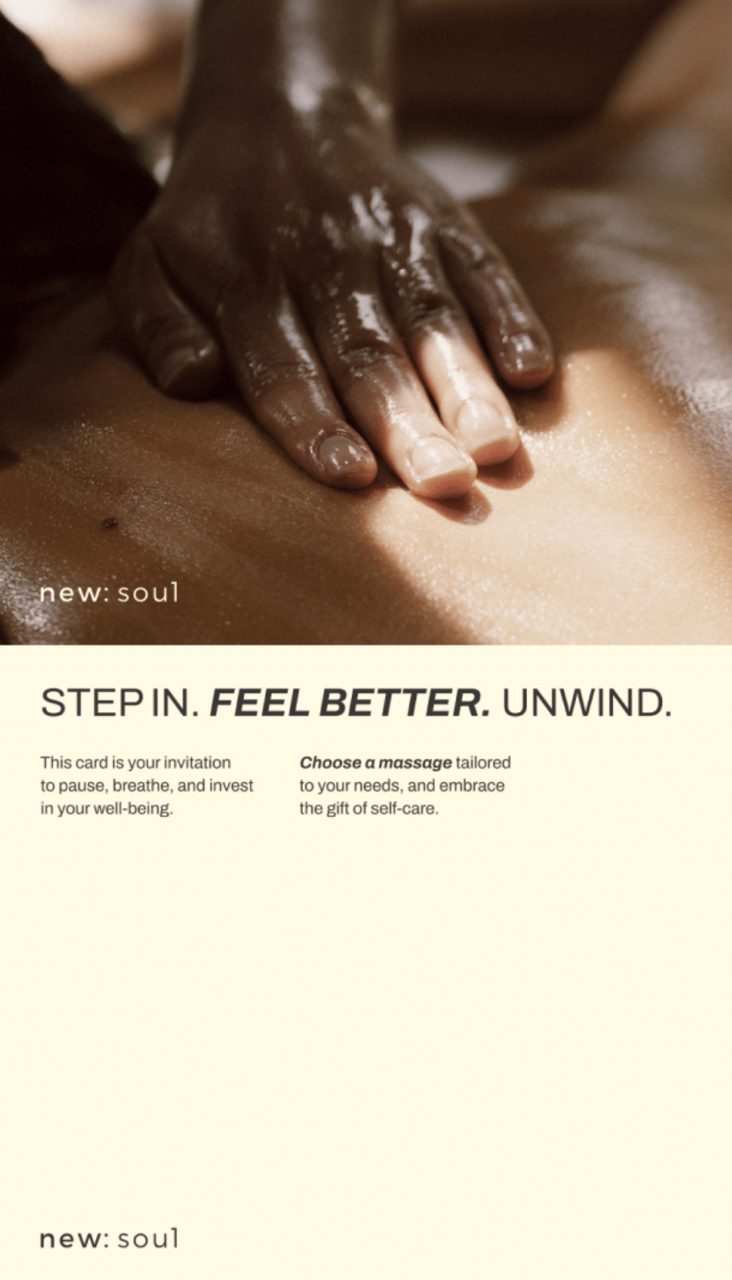 new: soul
STEP IN. FEEL BETTER. UNWIND.
This card is your invitation
to pause, breathe, and invest
in your well-being.
Choose a massage tailored
to your needs, and embrace
the gift of self-care.
new: soul